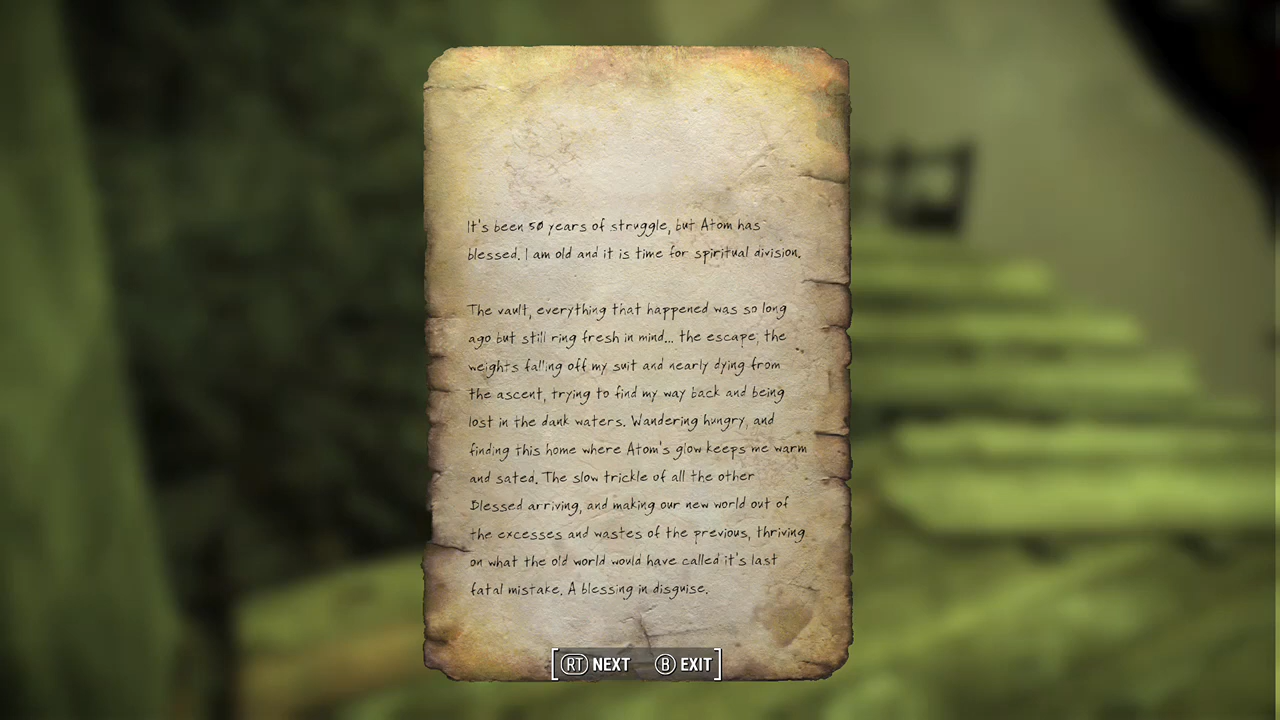 It's been 50 years of struggle, but Atom has
blessed. I am old and it is time for spiritual division.
The vault, everything that happened was so long
ago but still ring fresh in mind... the escape, the
weights falling off my suit and nearly dying from
the ascent, trying to find my way back and being
lost in the dank waters. Wandering hungry, and
finding this home where Atom's glow keeps me warm
and sated. The slow trickle of all the other
Blessed arriving, and making our new world out of
the excesses and wastes of the previous, thriving
on what the old world would have called it's last
fatal mistake. A blessing in disguise.
RT NEXT B EXIT